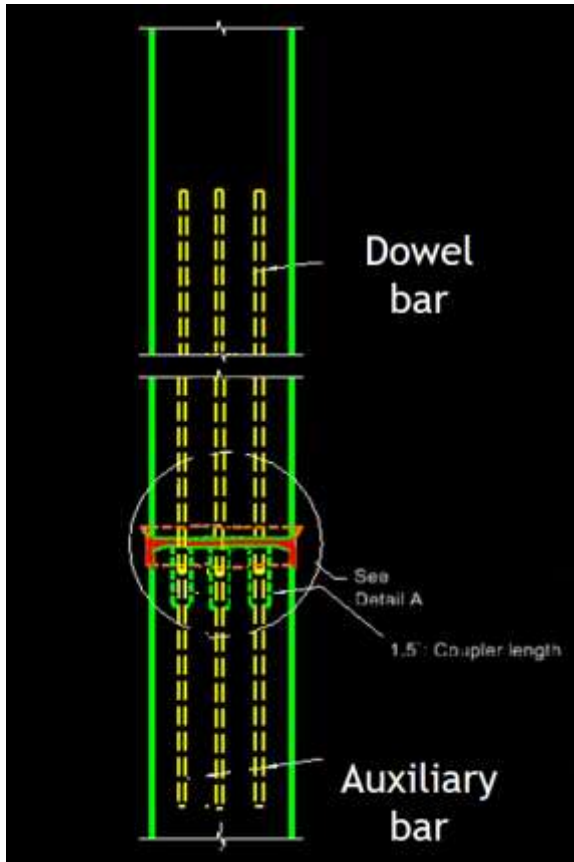 Dowel
bar
See
Detail A
1.5": Coupler length
Auxiliary
bar